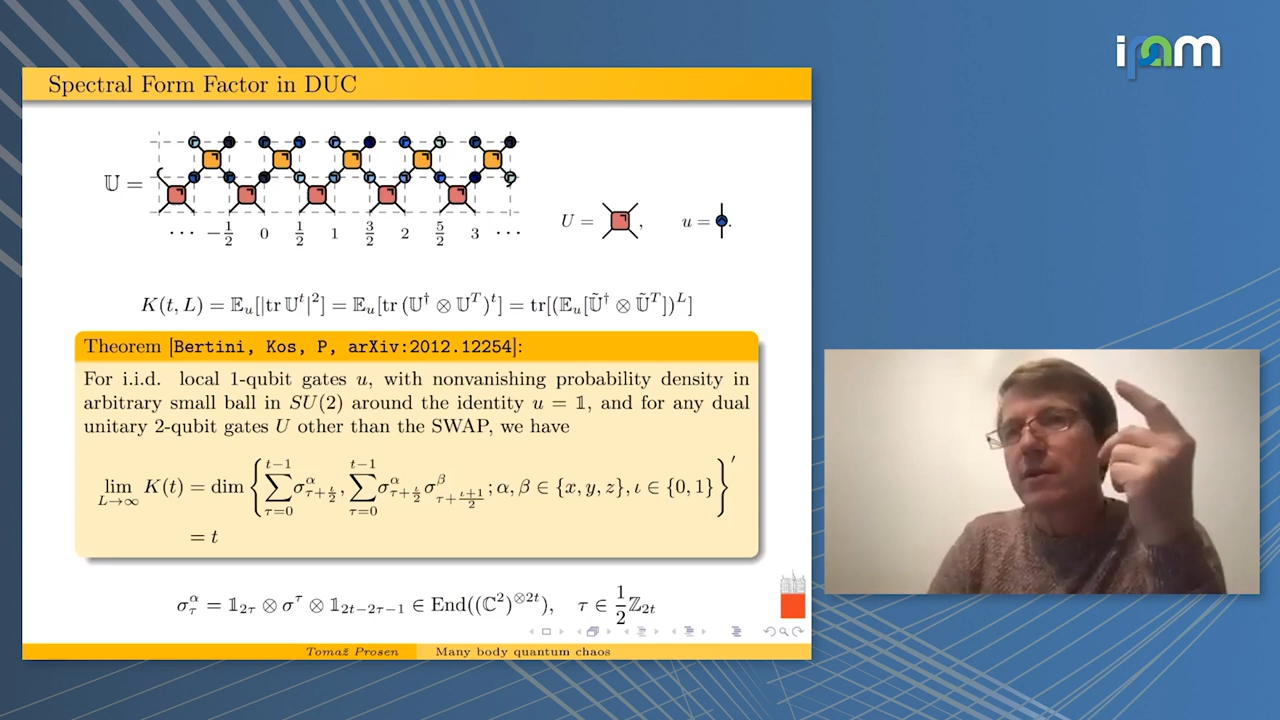 ipam
Spectral Form Factor in DUC
𝕌 =
⋯ −1/2 0 1/2 1 3/2 2 5/2 3 ⋯
U = , u = .
K(t, L) = 𝔼_u[|tr 𝕌^t|^2] = 𝔼_u[tr (𝕌^† ⊗ 𝕌^T)^t] = tr[(𝔼_u[𝕌̃^† ⊗ 𝕌̃^T])^L]
Theorem [Bertini, Kos, P, arXiv:2012.12254]:
For i.i.d. local 1-qubit gates u, with nonvanishing probability density in
arbitrary small ball in SU(2) around the identity u = 𝟙, and for any dual
unitary 2-qubit gates U other than the SWAP, we have
lim_{L→∞} K(t) = dim { ∑_{τ=0}^{t−1} σ^α_{τ+ι/2}, ∑_{τ=0}^{t−1} σ^α_{τ+ι/2} σ^β_{τ+(ι+1)/2}; α, β ∈ {x, y, z}, ι ∈ {0, 1} }′
= t
σ^α_τ = 𝟙_{2τ} ⊗ σ^τ ⊗ 𝟙_{2t−2τ−1} ∈ End((ℂ^2)^{⊗2t}), τ ∈ 1/2 ℤ_{2t}
Tomaž Prosen Many body quantum chaos